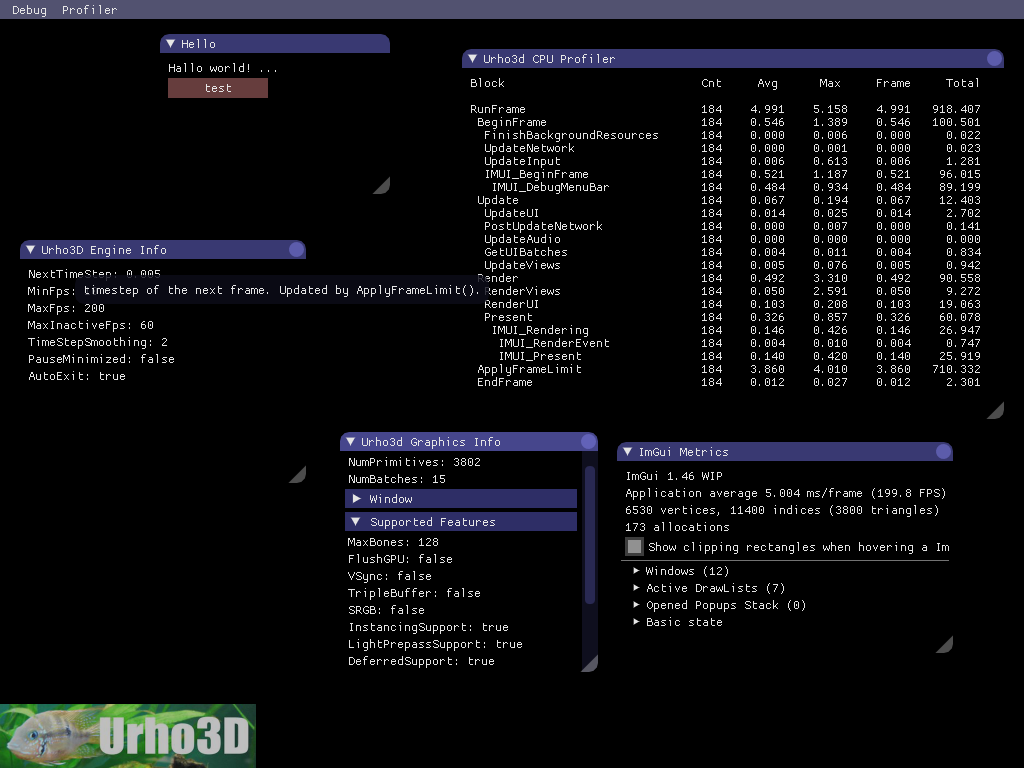 Debug Profiler
Hello
Hallo world! ...
test
Urho3d CPU Profiler
Block Cnt Avg Max Frame Total
RunFrame 184 4.991 5.158 4.991 918.407
BeginFrame 184 0.546 1.389 0.546 100.501
FinishBackgroundResources 184 0.000 0.006 0.000 0.022
UpdateNetwork 184 0.000 0.001 0.000 0.023
UpdateInput 184 0.006 0.613 0.006 1.281
IMUI_BeginFrame 184 0.521 1.187 0.521 96.015
IMUI_DebugMenuBar 184 0.484 0.934 0.484 89.199
Update 184 0.067 0.194 0.067 12.403
UpdateUI 184 0.014 0.025 0.014 2.702
PostUpdateNetwork 184 0.000 0.007 0.000 0.141
UpdateAudio 184 0.000 0.000 0.000 0.000
GetUIBatches 184 0.004 0.011 0.004 0.834
UpdateViews 184 0.005 0.076 0.005 0.942
Render 184 0.492 3.310 0.492 90.558
RenderViews 184 0.050 2.591 0.050 9.272
RenderUI 184 0.103 0.208 0.103 19.063
Present 184 0.326 0.857 0.326 60.078
IMUI_Rendering 184 0.146 0.426 0.146 26.947
IMUI_RenderEvent 184 0.004 0.010 0.004 0.747
IMUI_Present 184 0.140 0.420 0.140 25.919
ApplyFrameLimit 184 3.860 4.010 3.860 710.332
EndFrame 184 0.012 0.027 0.012 2.301
Urho3D Engine Info
NextTimeStep: 0.005
MinFps:
timestep of the next frame. Updated by ApplyFrameLimit().
MaxFps: 200
MaxInactiveFps: 60
TimeStepSmoothing: 2
PauseMinimized: false
AutoExit: true
Urho3d Graphics Info
NumPrimitives: 3802
NumBatches: 15
Window
Supported Features
MaxBones: 128
FlushGPU: false
VSync: false
TripleBuffer: false
SRGB: false
InstancingSupport: true
LightPrepassSupport: true
DeferredSupport: true
ImGui Metrics
ImGui 1.46 WIP
Application average 5.004 ms/frame (199.8 FPS)
6530 vertices, 11400 indices (3800 triangles)
173 allocations
Show clipping rectangles when hovering a Im
Windows (12)
Active DrawLists (7)
Opened Popups Stack (0)
Basic state
Urho3D